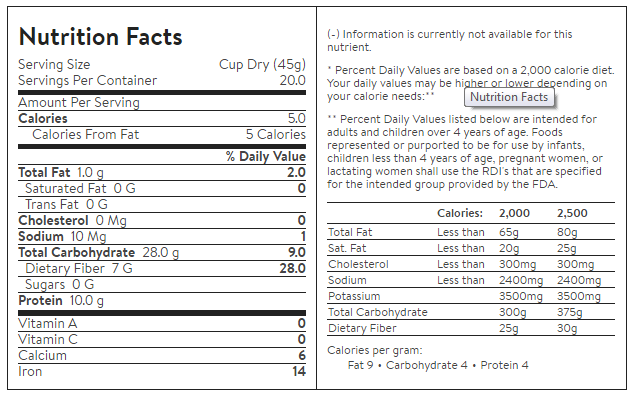 Nutrition Facts
Serving Size Cup Dry (45g)
Servings Per Container 20.0
Amount Per Serving
Calories 5.0
Calories From Fat 5 Calories
% Daily Value
Total Fat 1.0 g 2.0
Saturated Fat 0 G 0
Trans Fat 0 G
Cholesterol 0 Mg 0
Sodium 10 Mg 1
Total Carbohydrate 28.0 g 9.0
Dietary Fiber 7 G 28.0
Sugars 0 G
Protein 10.0 g
Vitamin A 0
Vitamin C 0
Calcium 6
Iron 14
(-) Information is currently not available for this
nutrient.
* Percent Daily Values are based on a 2,000 calorie diet.
Your daily values may be higher or lower depending on
your calorie needs:**
Nutrition Facts
** Percent Daily Values listed below are intended for
adults and children over 4 years of age. Foods
represented or purported to be for use by infants,
children less than 4 years of age, pregnant women, or
lactating women shall use the RDI's that are specified
for the intended group provided by the FDA.
Calories: 2,000 2,500
Total Fat Less than 65g 80g
Sat. Fat Less than 20g 25g
Cholesterol Less than 300mg 300mg
Sodium Less than 2400mg 2400mg
Potassium 3500mg 3500mg
Total Carbohydrate 300g 375g
Dietary Fiber 25g 30g
Calories per gram:
Fat 9 • Carbohydrate 4 • Protein 4